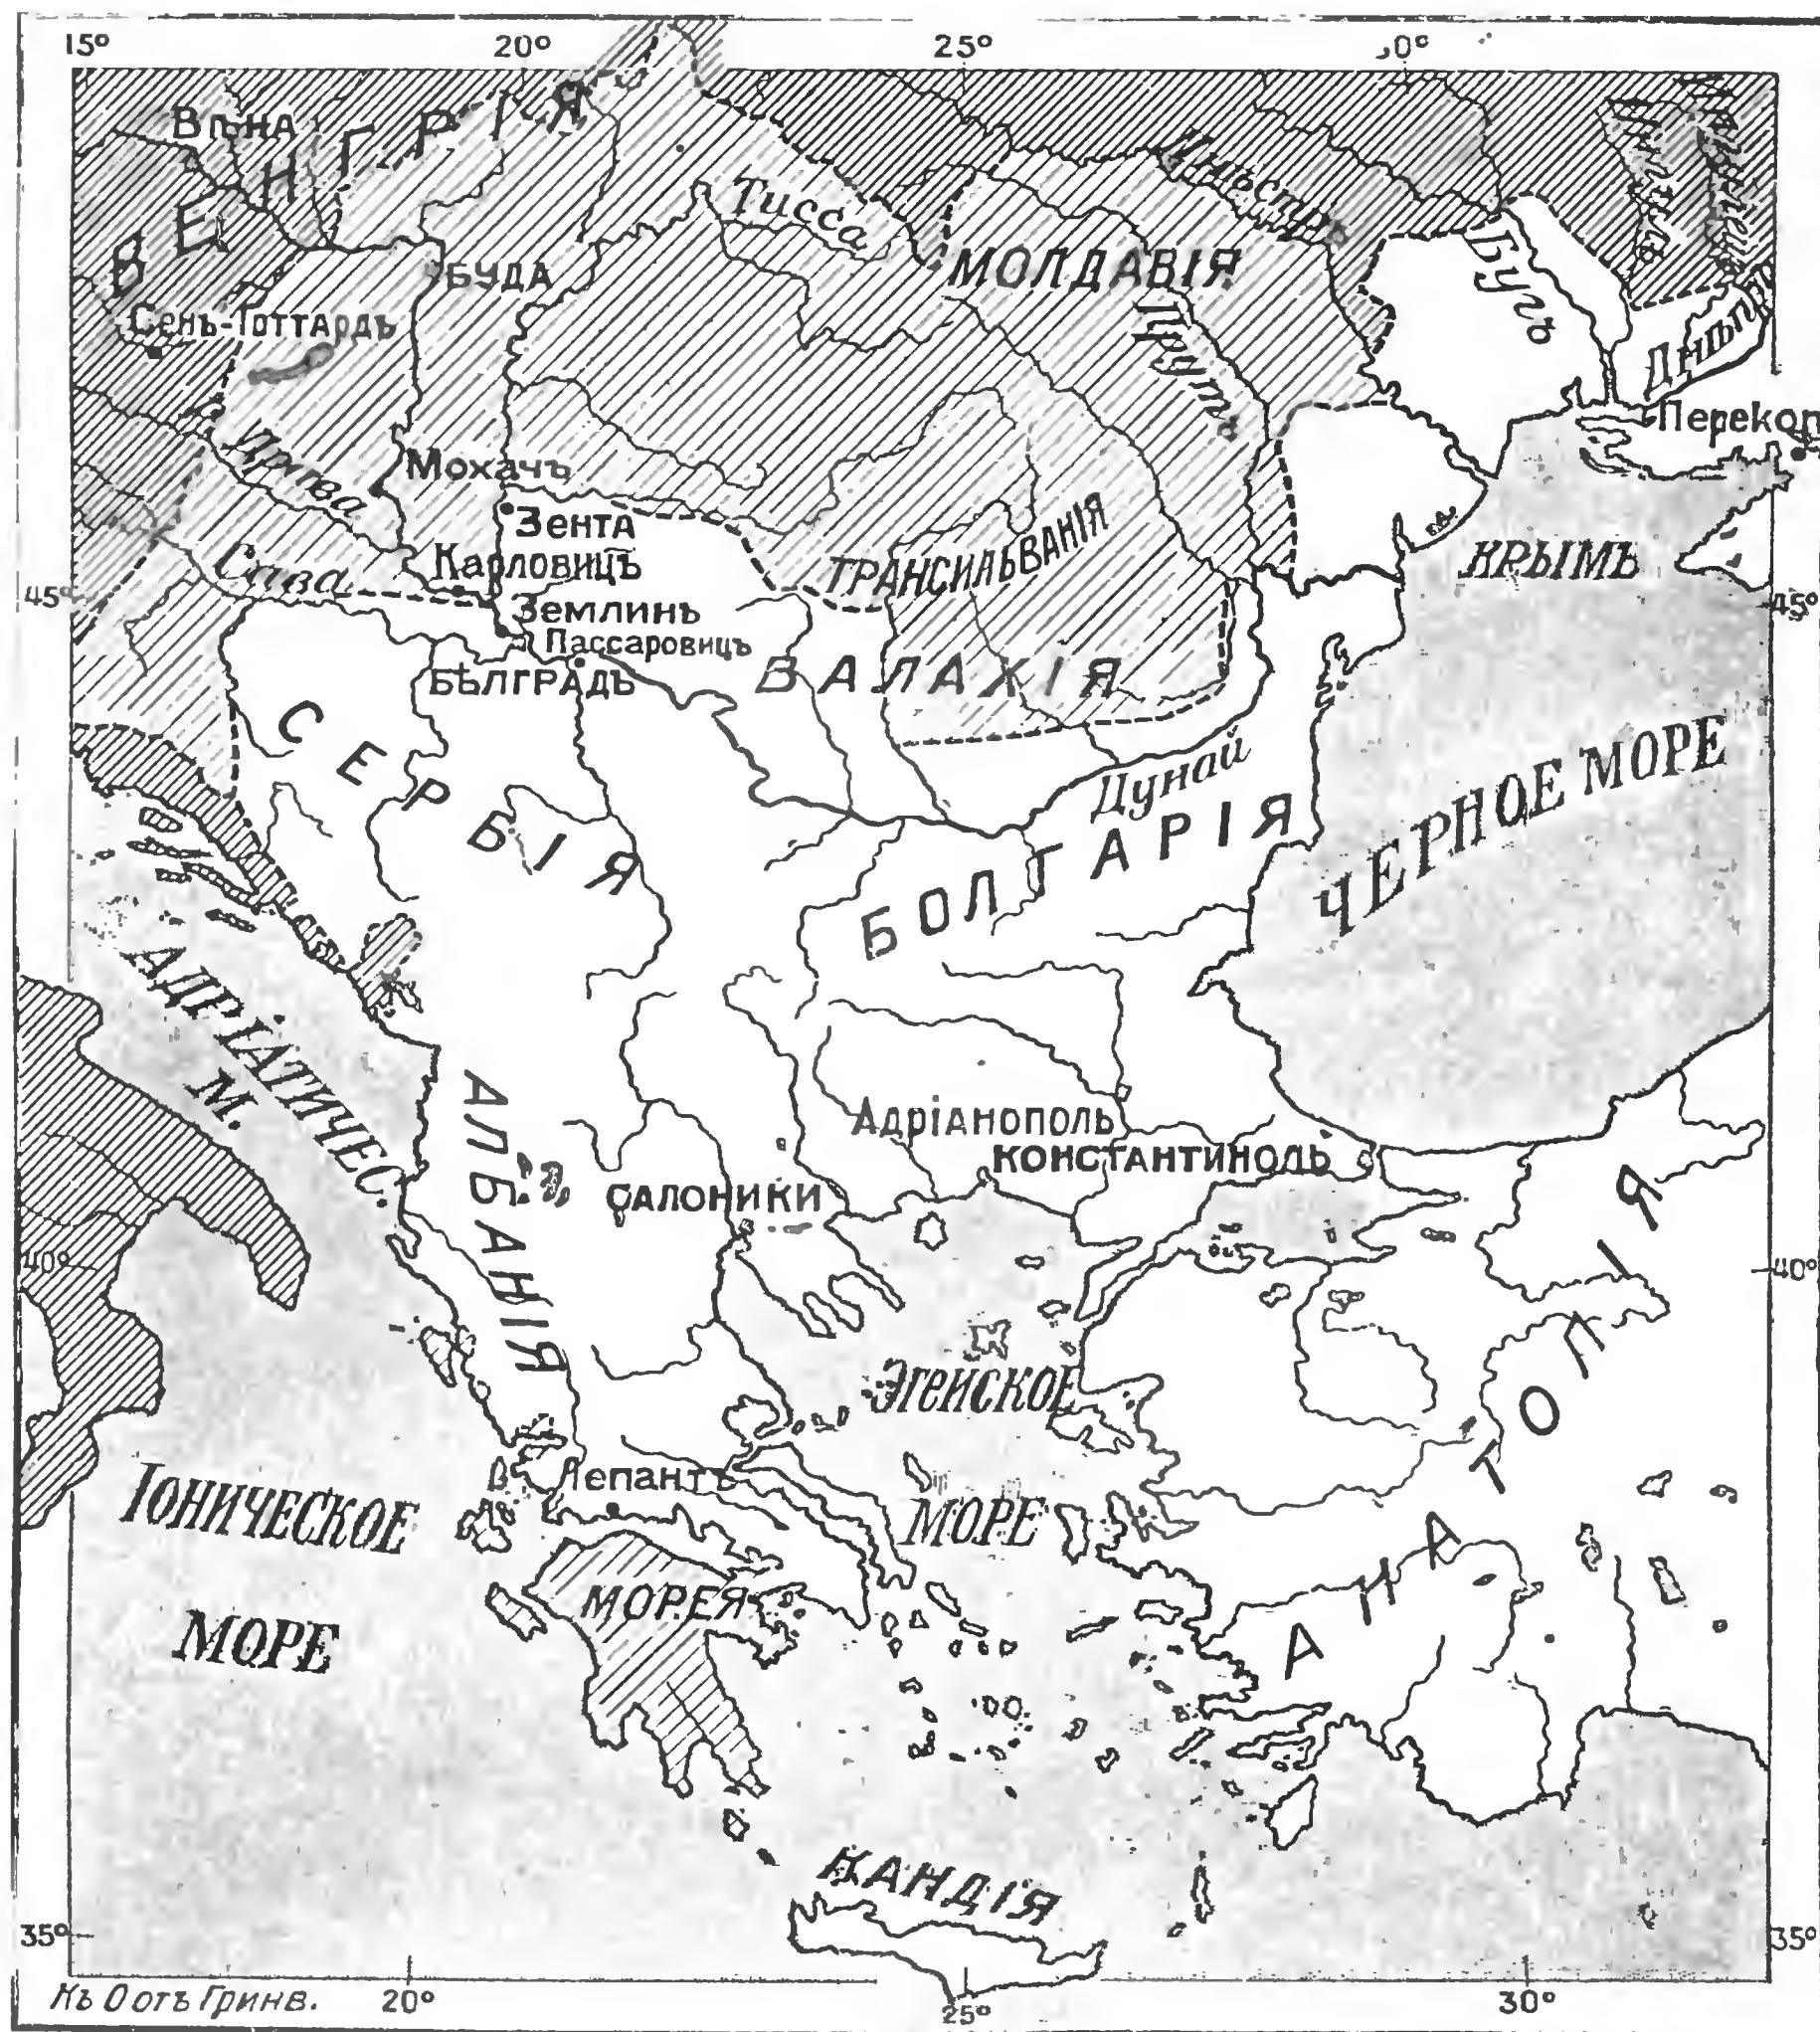 15°
20°
25°
30°
Вѣна
ВЕНГРІЯ
Тисса
Днѣстръ
БУДА
МОЛДАВІЯ
Бугъ
Сенъ-Готтардъ
Прутъ
Днѣпръ
Перекоп
Драва
Мохачъ
Зента
ТРАНСИЛЬВАНІЯ
КРЫМЪ
Сава
Карловицъ
45°
45°
Землинъ
Пассаровицъ
БѢЛГРАДЪ
ВАЛАХІЯ
СЕРБІЯ
Дунай
БОЛГАРІЯ
ЧЕРНОЕ МОРЕ
АДРІАТИЧЕС.
М.
АЛБАНІЯ
Адріанополь
КОНСТАНТИНОПЬ
САЛОНИКИ
40°
40°
ЭГЕЙСКОЕ
МОРЕ
АНАТОЛІЯ
Лепантъ
ІОНИЧЕСКОЕ
МОРЕ
МОРЕЯ
КАНДІЯ
35°
35°
Къ О отъ Гринв.
20°
25°
30°